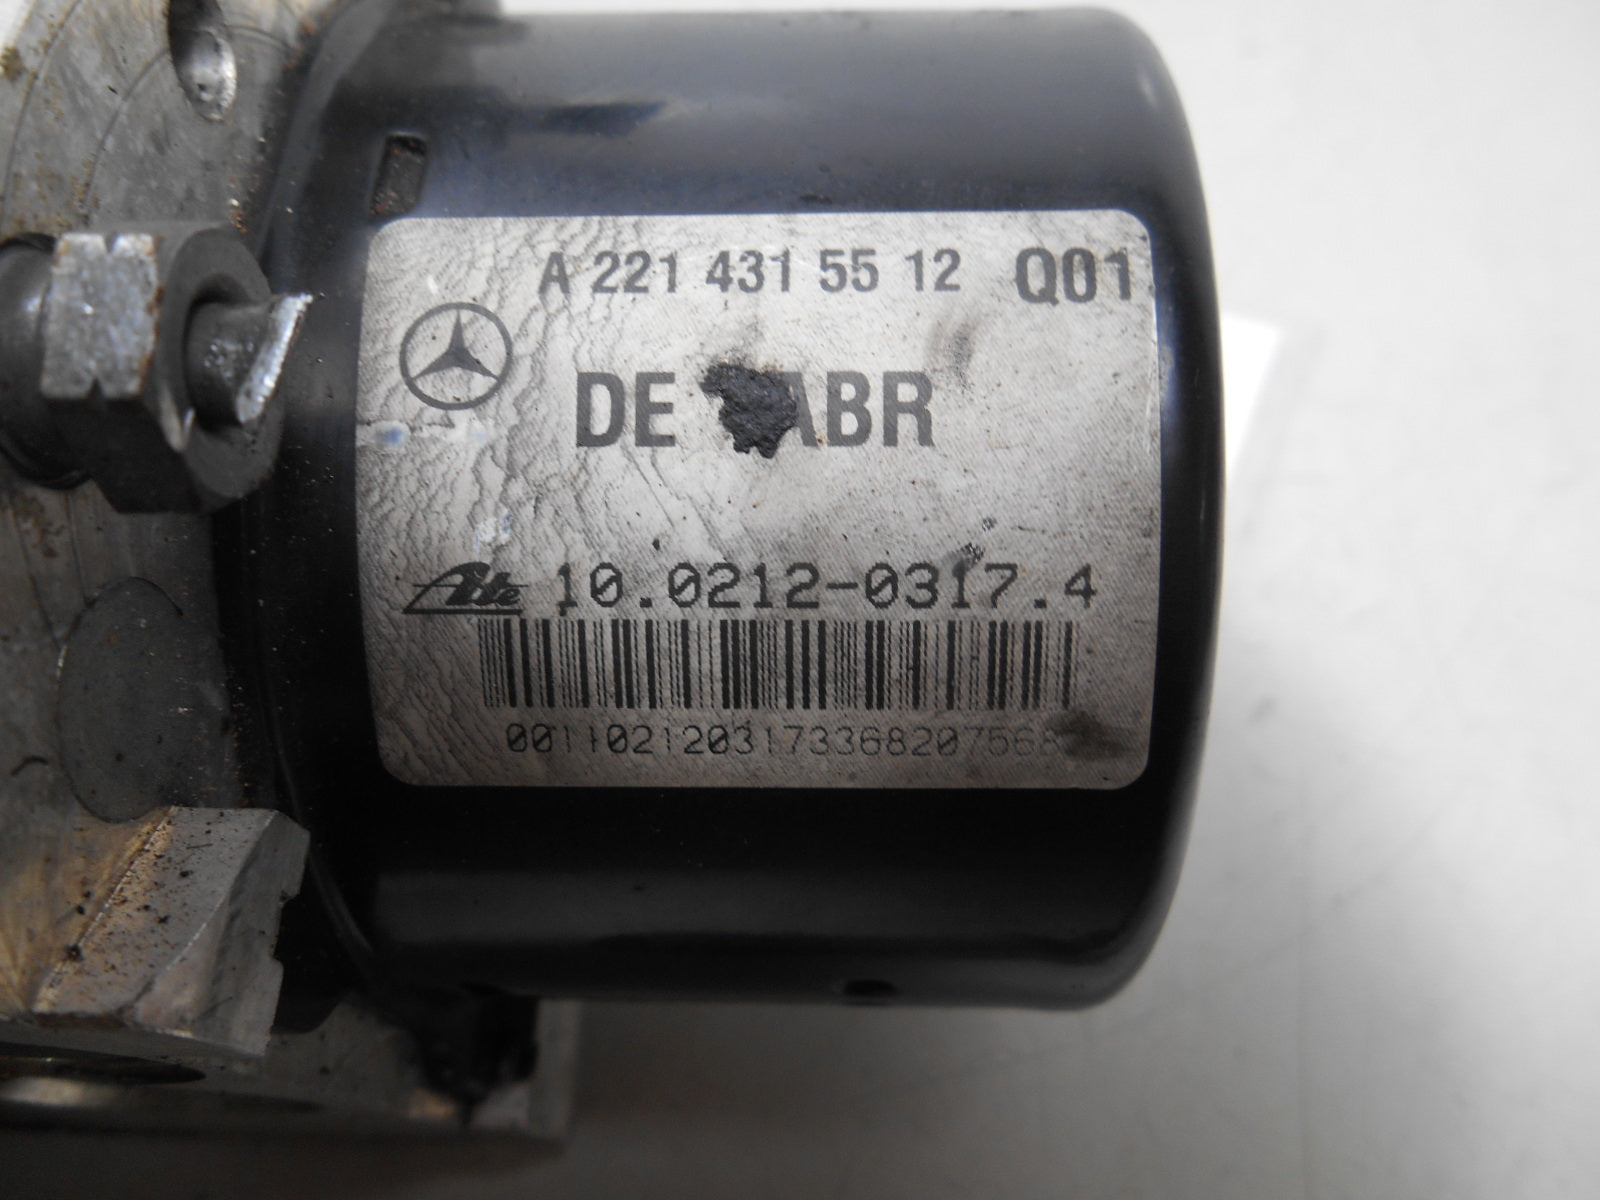 A 221 431 55 12 Q01
DE ABR
Ate 10.0212-0317.4